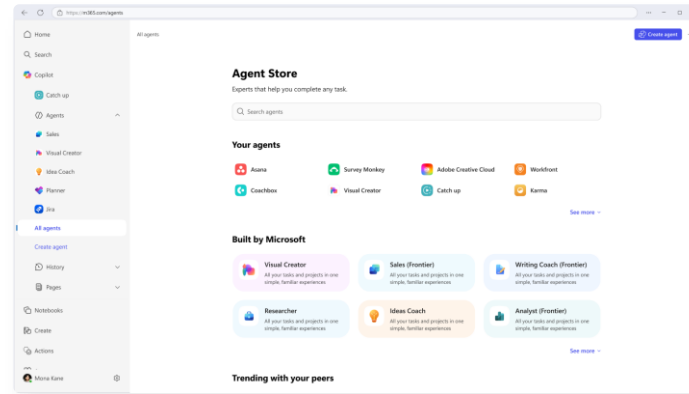 https://m365.com/agents
Home
Search
Copilot
Catch up
Agents
Sales
Visual Creator
Idea Coach
Planner
Jira
All agents
Create agent
History
Pages
Notebooks
Create
Actions
Mona Kane
All agents
Create agent
Agent Store
Experts that help you complete any task.
Search agents
Your agents
Asana
Survey Monkey
Adobe Creative Cloud
Workfront
Coachbox
Visual Creator
Catch up
Karma
See more
Built by Microsoft
Visual Creator
All your tasks and projects in one
simple, familiar experiences
Sales (Frontier)
All your tasks and projects in one
simple, familiar experiences
Writing Coach (Frontier)
All your tasks and projects in one
simple, familiar experiences
Researcher
All your tasks and projects in one
simple, familiar experiences
Ideas Coach
All your tasks and projects in one
simple, familiar experiences
Analyst (Frontier)
All your tasks and projects in one
simple, familiar experiences
See more
Trending with your peers